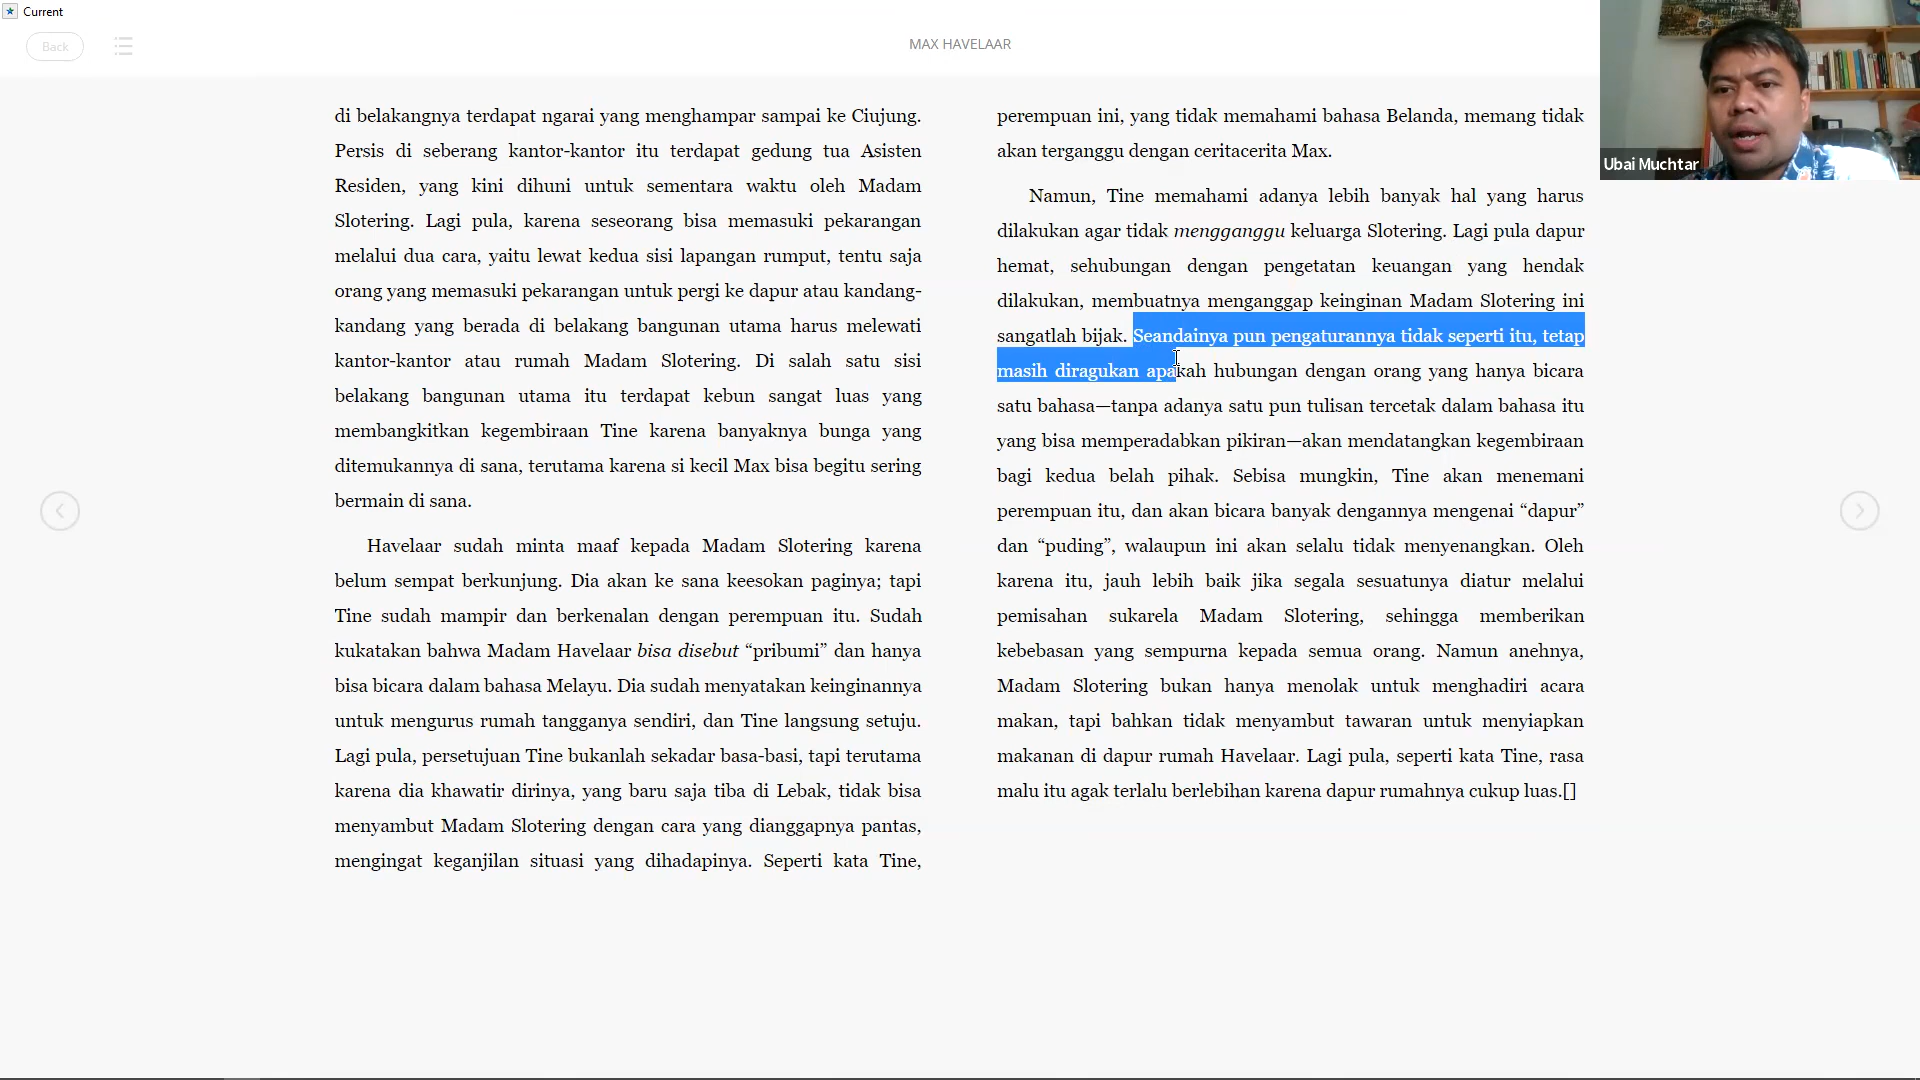 Current
Back
MAX HAVELAAR
di belakangnya terdapat ngarai yang menghampar sampai ke Ciujung.
Persis di seberang kantor-kantor itu terdapat gedung tua Asisten
Residen, yang kini dihuni untuk sementara waktu oleh Madam
Slotering. Lagi pula, karena seseorang bisa memasuki pekarangan
melalui dua cara, yaitu lewat kedua sisi lapangan rumput, tentu saja
orang yang memasuki pekarangan untuk pergi ke dapur atau kandang-
kandang yang berada di belakang bangunan utama harus melewati
kantor-kantor atau rumah Madam Slotering. Di salah satu sisi
belakang bangunan utama itu terdapat kebun sangat luas yang
membangkitkan kegembiraan Tine karena banyaknya bunga yang
ditemukannya di sana, terutama karena si kecil Max bisa begitu sering
bermain di sana.
Havelaar sudah minta maaf kepada Madam Slotering karena
belum sempat berkunjung. Dia akan ke sana keesokan paginya; tapi
Tine sudah mampir dan berkenalan dengan perempuan itu. Sudah
kukatakan bahwa Madam Havelaar bisa disebut “pribumi” dan hanya
bisa bicara dalam bahasa Melayu. Dia sudah menyatakan keinginannya
untuk mengurus rumah tangganya sendiri, dan Tine langsung setuju.
Lagi pula, persetujuan Tine bukanlah sekadar basa-basi, tapi terutama
karena dia khawatir dirinya, yang baru saja tiba di Lebak, tidak bisa
menyambut Madam Slotering dengan cara yang dianggapnya pantas,
mengingat keganjilan situasi yang dihadapinya. Seperti kata Tine,
perempuan ini, yang tidak memahami bahasa Belanda, memang tidak
akan terganggu dengan ceritacerita Max.
Namun, Tine memahami adanya lebih banyak hal yang harus
dilakukan agar tidak mengganggu keluarga Slotering. Lagi pula dapur
hemat, sehubungan dengan pengetatan keuangan yang hendak
dilakukan, membuatnya menganggap keinginan Madam Slotering ini
sangatlah bijak. Seandainya pun pengaturannya tidak seperti itu, tetap
masih diragukan apakah hubungan dengan orang yang hanya bicara
satu bahasa—tanpa adanya satu pun tulisan tercetak dalam bahasa itu
yang bisa memperadabkan pikiran—akan mendatangkan kegembiraan
bagi kedua belah pihak. Sebisa mungkin, Tine akan menemani
perempuan itu, dan akan bicara banyak dengannya mengenai “dapur”
dan “puding”, walaupun ini akan selalu tidak menyenangkan. Oleh
karena itu, jauh lebih baik jika segala sesuatunya diatur melalui
pemisahan sukarela Madam Slotering, sehingga memberikan
kebebasan yang sempurna kepada semua orang. Namun anehnya,
Madam Slotering bukan hanya menolak untuk menghadiri acara
makan, tapi bahkan tidak menyambut tawaran untuk menyiapkan
makanan di dapur rumah Havelaar. Lagi pula, seperti kata Tine, rasa
malu itu agak terlalu berlebihan karena dapur rumahnya cukup luas.[]
Ubai Muchtar